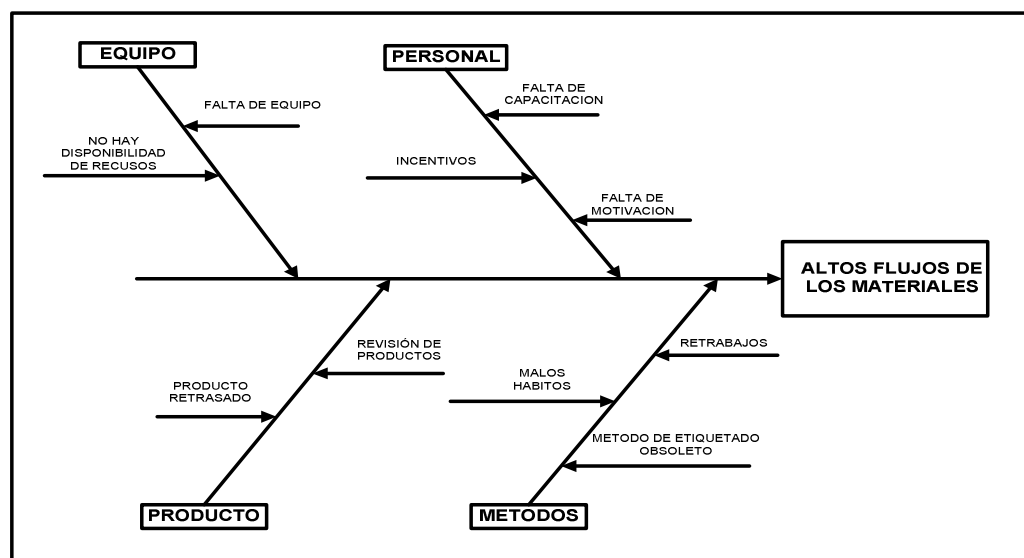 EQUIPO
FALTA DE EQUIPO
NO HAY
DISPONIBILIDAD
DE RECUSOS
PERSONAL
FALTA DE
CAPACITACION
INCENTIVOS
FALTA DE
MOTIVACION
ALTOS FLUJOS DE
LOS MATERIALES
REVISIÓN DE
PRODUCTOS
PRODUCTO
RETRASADO
PRODUCTO
RETRABAJOS
MALOS
HABITOS
METODO DE ETIQUETADO
OBSOLETO
METODOS